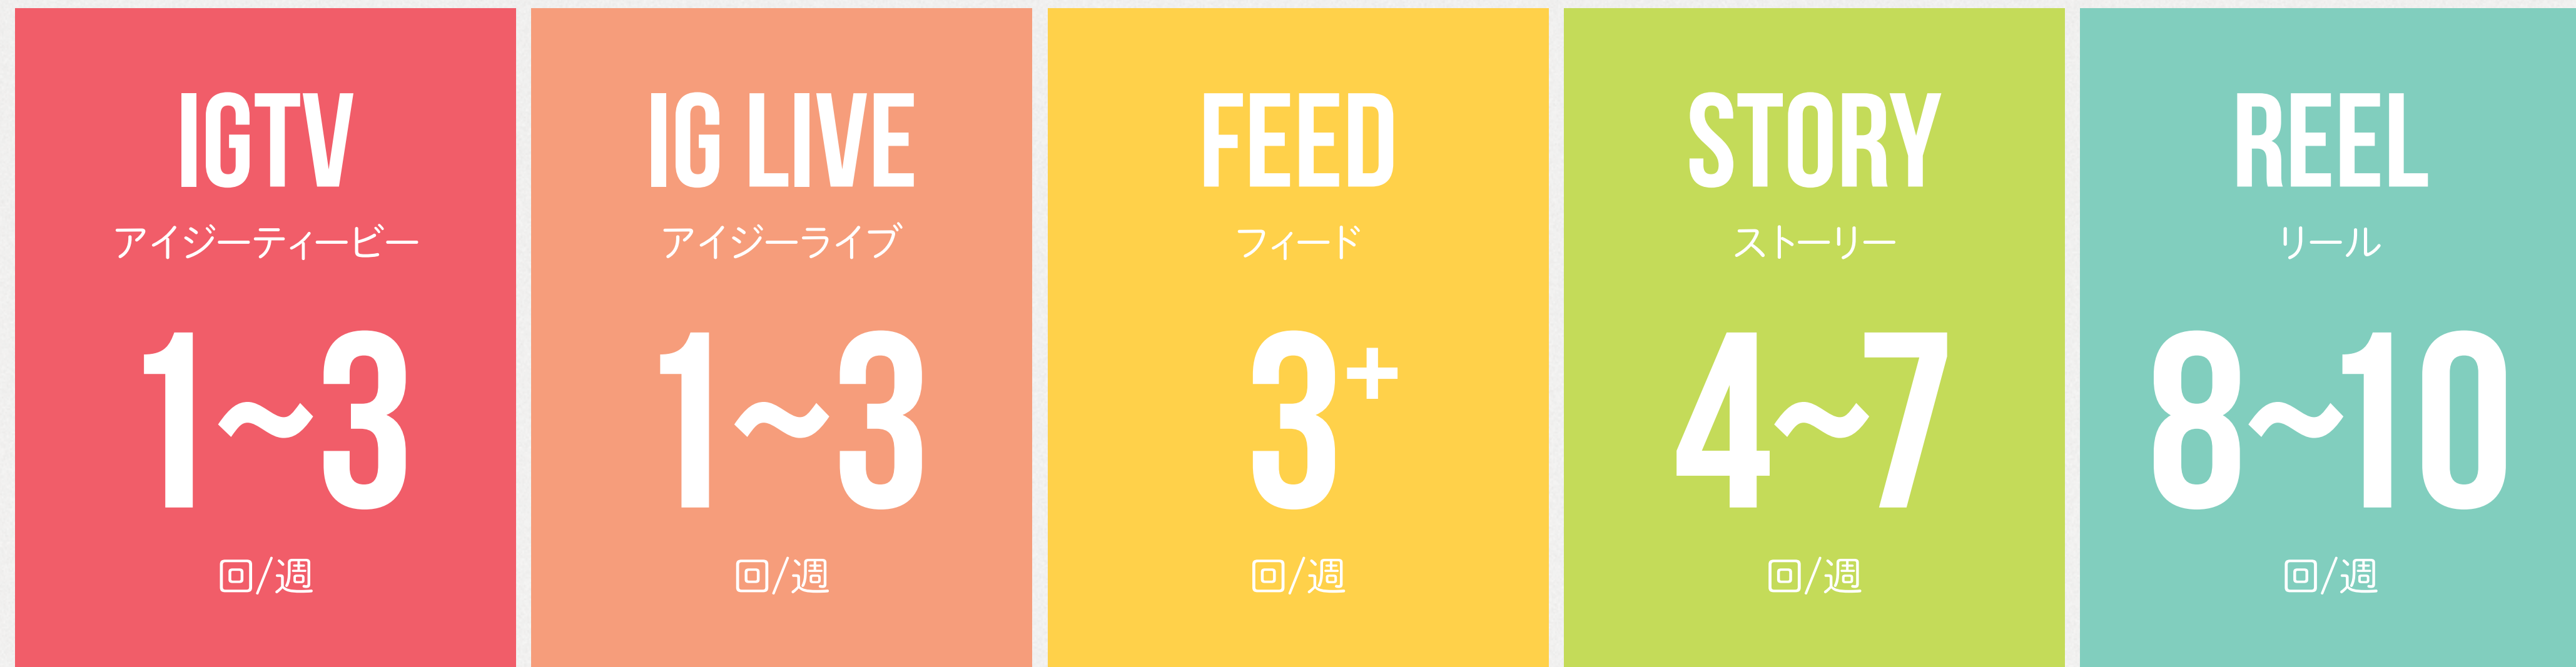 IGTV
アイジーティービー
1~3
回/週
IG LIVE
アイジーライブ
1~3
回/週
FEED
フィード
3+
回/週
STORY
ストーリー
4~7
回/週
REEL
リール
8~10
回/週